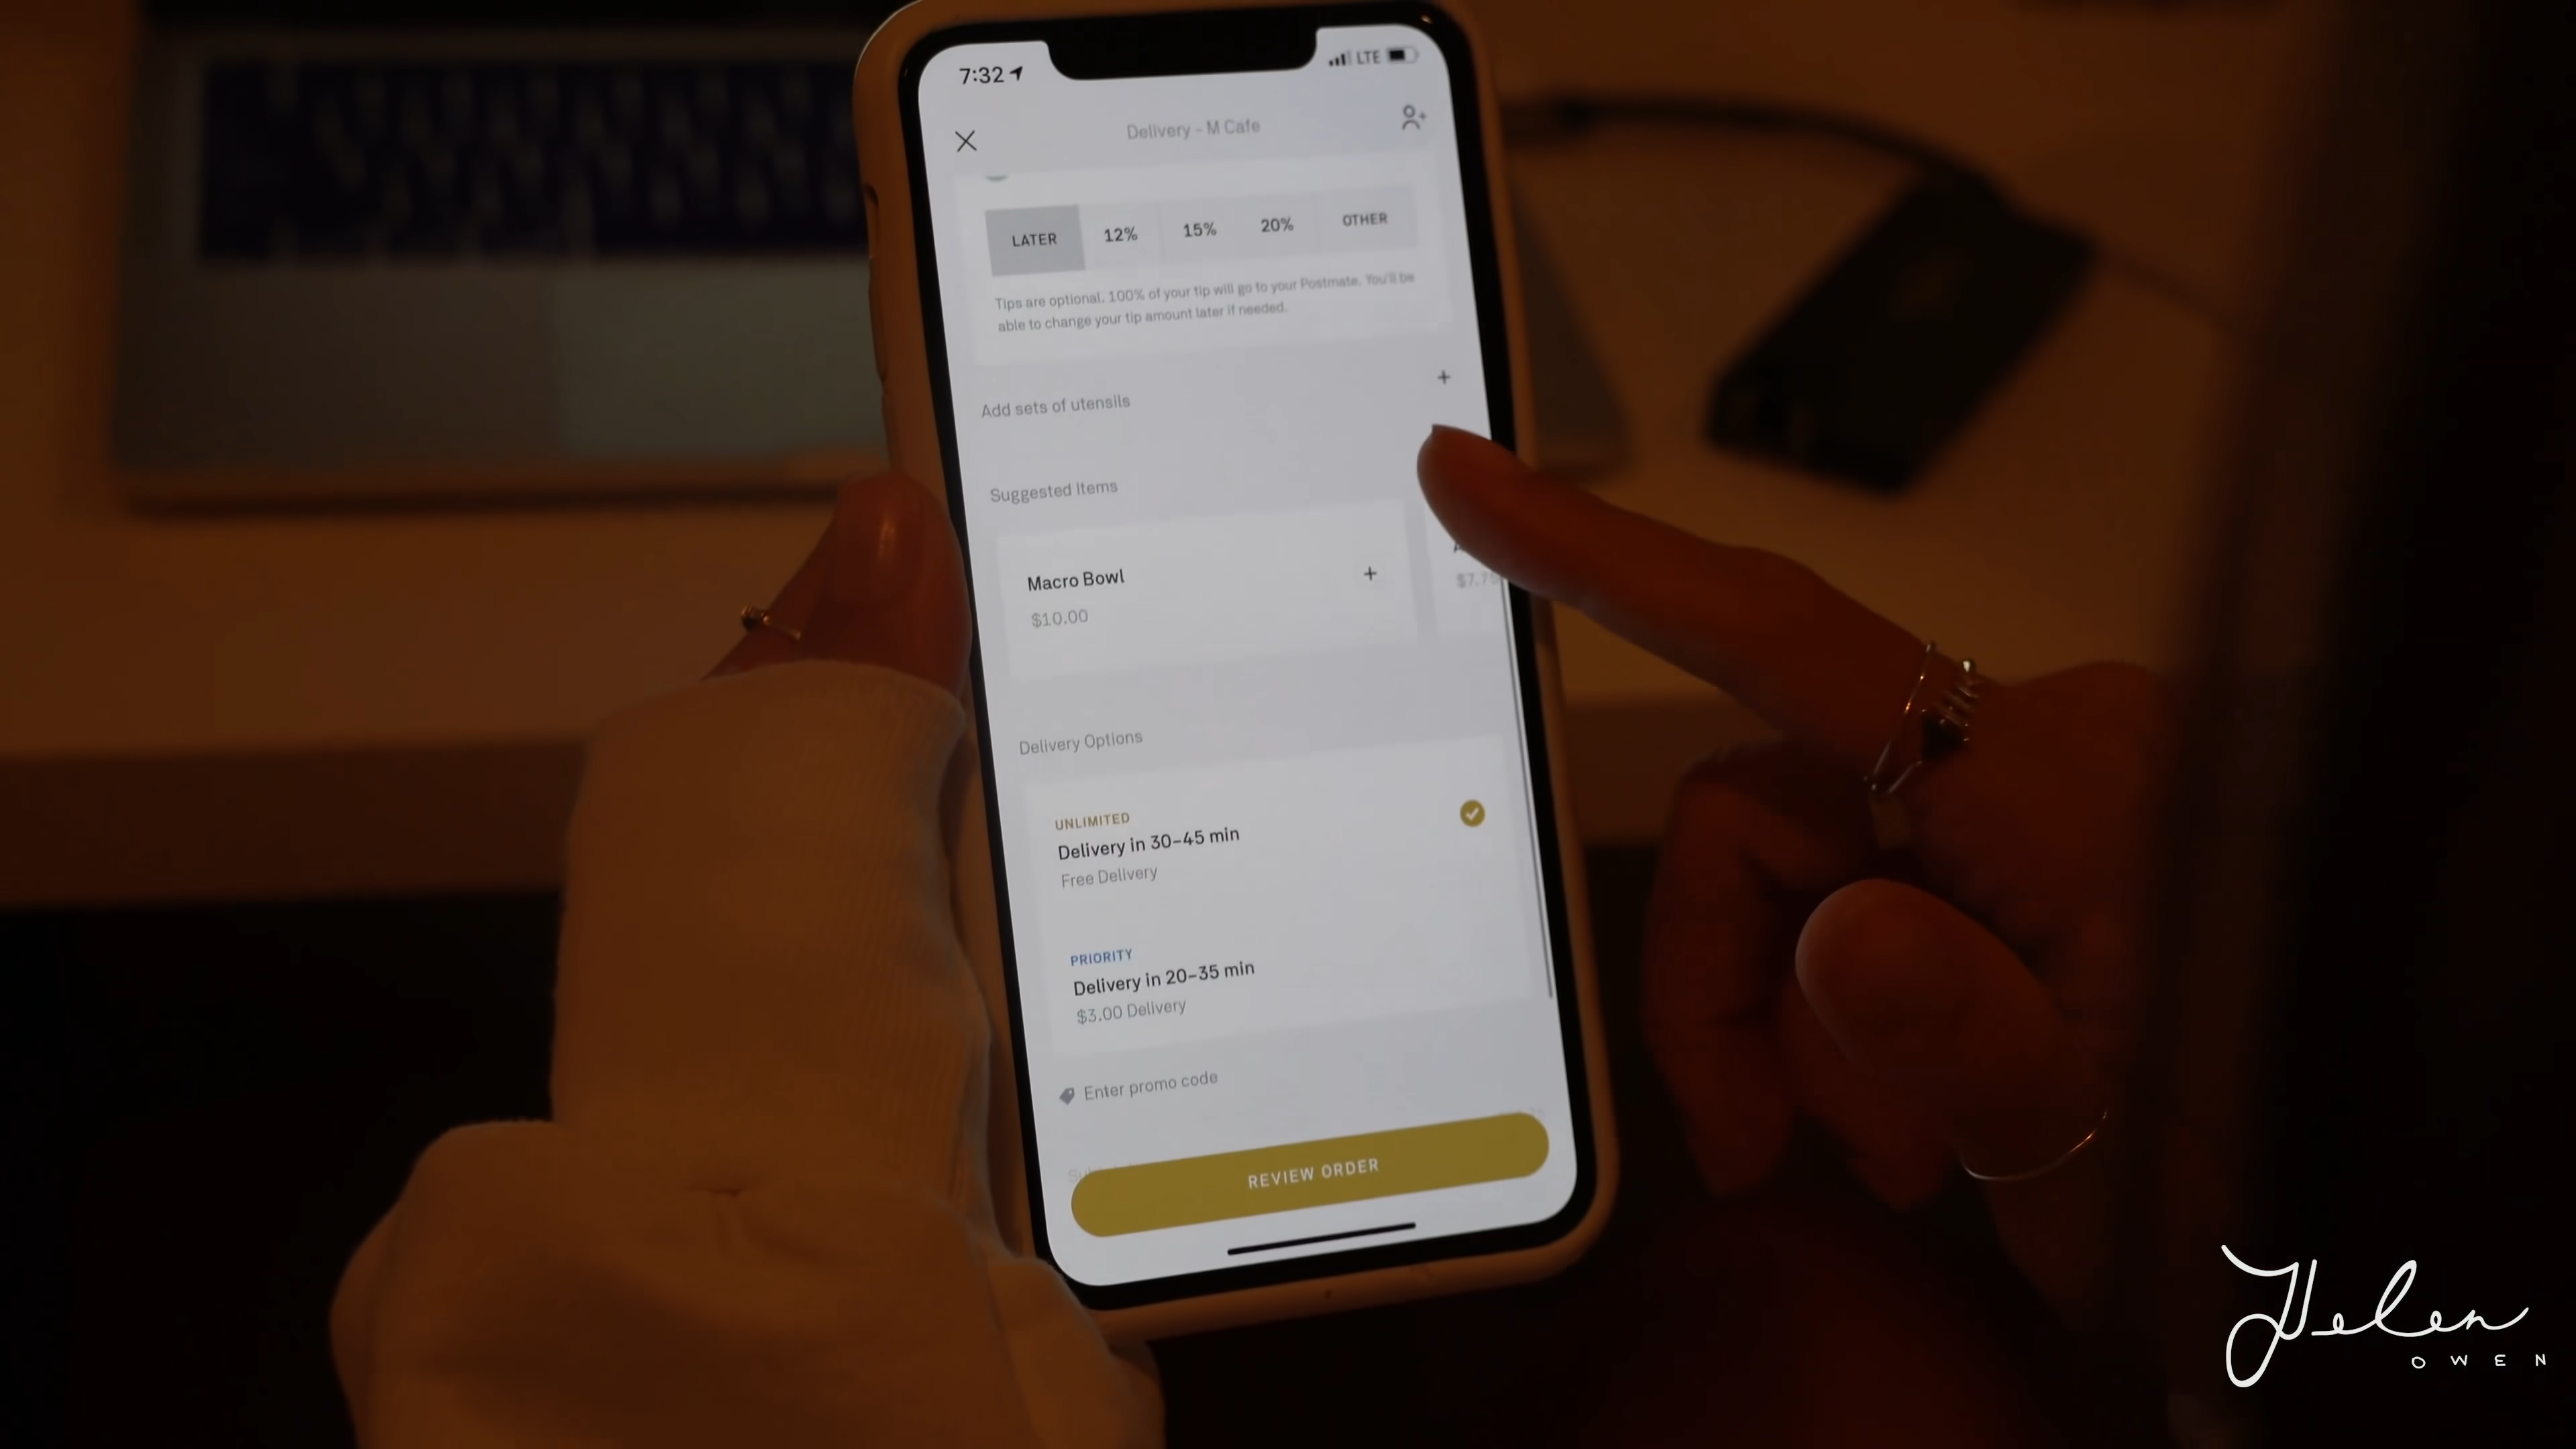 7:32
LTE
Delivery - M Cafe
LATER
12%
15%
20%
OTHER
Tips are optional. 100% of your tip will go to your Postmate. You'll be
able to change your tip amount later if needed.
Add sets of utensils
+
Suggested Items
Macro Bowl
+
$10.00
$7.75
Delivery Options
UNLIMITED
Delivery in 30–45 min
Free Delivery
PRIORITY
Delivery in 20–35 min
$3.00 Delivery
Enter promo code
REVIEW ORDER
Helen
OWEN